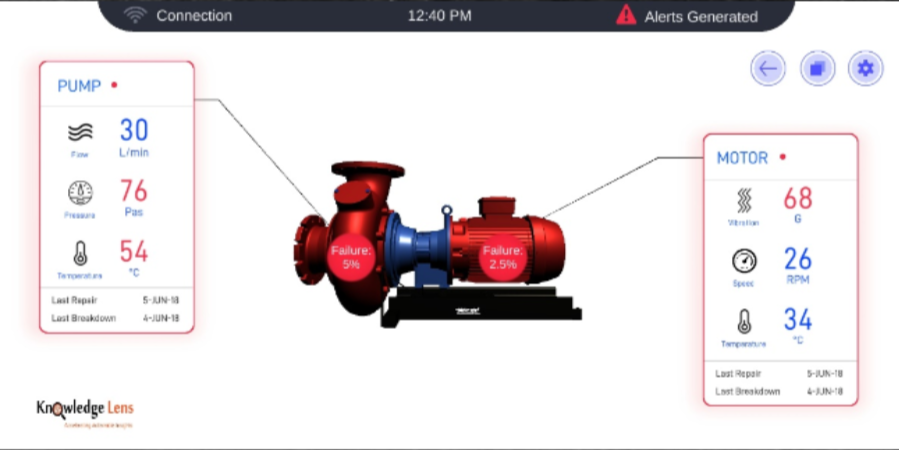 Connection
12:40 PM
Alerts Generated
PUMP
30
L/min
Flow
76
Pas
Pressure
54
°C
Temperature
Last Repair 5-JUN-18
Last Breakdown 4-JUN-18
Failure:
5%
Failure:
2.5%
MOTOR
68
G
Vibration
26
RPM
Speed
34
°C
Temperature
Last Repair 5-JUN-18
Last Breakdown 4-JUN-18
Knowledge Lens